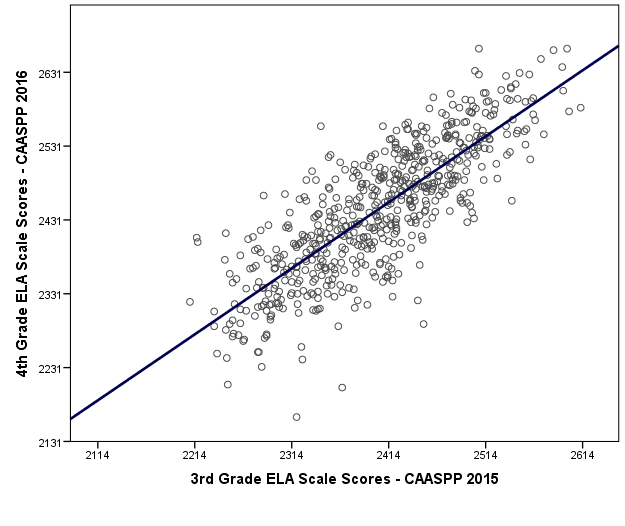 4th Grade ELA Scale Scores - CAASPP 2016
2631
2531
2431
2331
2231
2131
2114 2214 2314 2414 2514 2614
3rd Grade ELA Scale Scores - CAASPP 2015